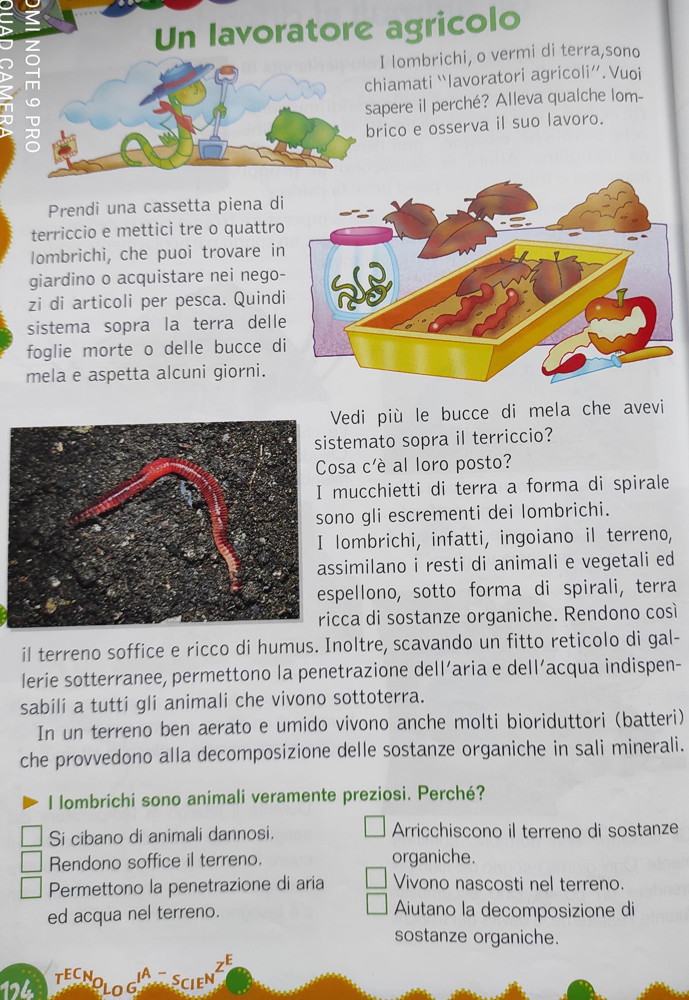 Un lavoratore agricolo
I lombrichi, o vermi di terra,sono
chiamati "lavoratori agricoli". Vuoi
sapere il perché? Alleva qualche lom-
brico e osserva il suo lavoro.
Prendi una cassetta piena di
terriccio e mettici tre o quattro
lombrichi, che puoi trovare in
giardino o acquistare nei nego-
zi di articoli per pesca. Quindi
sistema sopra la terra delle
foglie morte o delle bucce di
mela e aspetta alcuni giorni.
Vedi più le bucce di mela che avevi
sistemato sopra il terriccio?
Cosa c'è al loro posto?
I mucchietti di terra a forma di spirale
sono gli escrementi dei lombrichi.
I lombrichi, infatti, ingoiano il terreno,
assimilano i resti di animali e vegetali ed
espellono, sotto forma di spirali, terra
ricca di sostanze organiche. Rendono così
il terreno soffice e ricco di humus. Inoltre, scavando un fitto reticolo di gal-
lerie sotterranee, permettono la penetrazione dell'aria e dell'acqua indispen-
sabili a tutti gli animali che vivono sottoterra.
In un terreno ben aerato e umido vivono anche molti bioriduttori (batteri)
che provvedono alla decomposizione delle sostanze organiche in sali minerali.
I lombrichi sono animali veramente preziosi. Perché?
Si cibano di animali dannosi.
Rendono soffice il terreno.
Permettono la penetrazione di aria
ed acqua nel terreno.
Arricchiscono il terreno di sostanze
organiche.
Vivono nascosti nel terreno.
Aiutano la decomposizione di
sostanze organiche.
124
TECNOLOGIA - SCIENZE
OMI NOTE 9 PRO
QUAD CAMERA